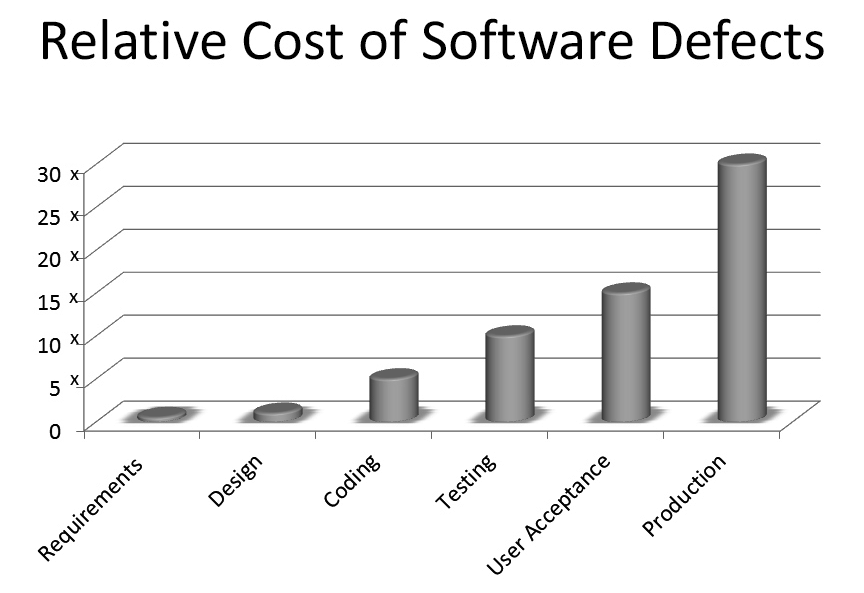 Relative Cost of Software Defects
30 x
25 x
20 x
15 x
10 x
5 x
0
Requirements
Design
Coding
Testing
User Acceptance
Production